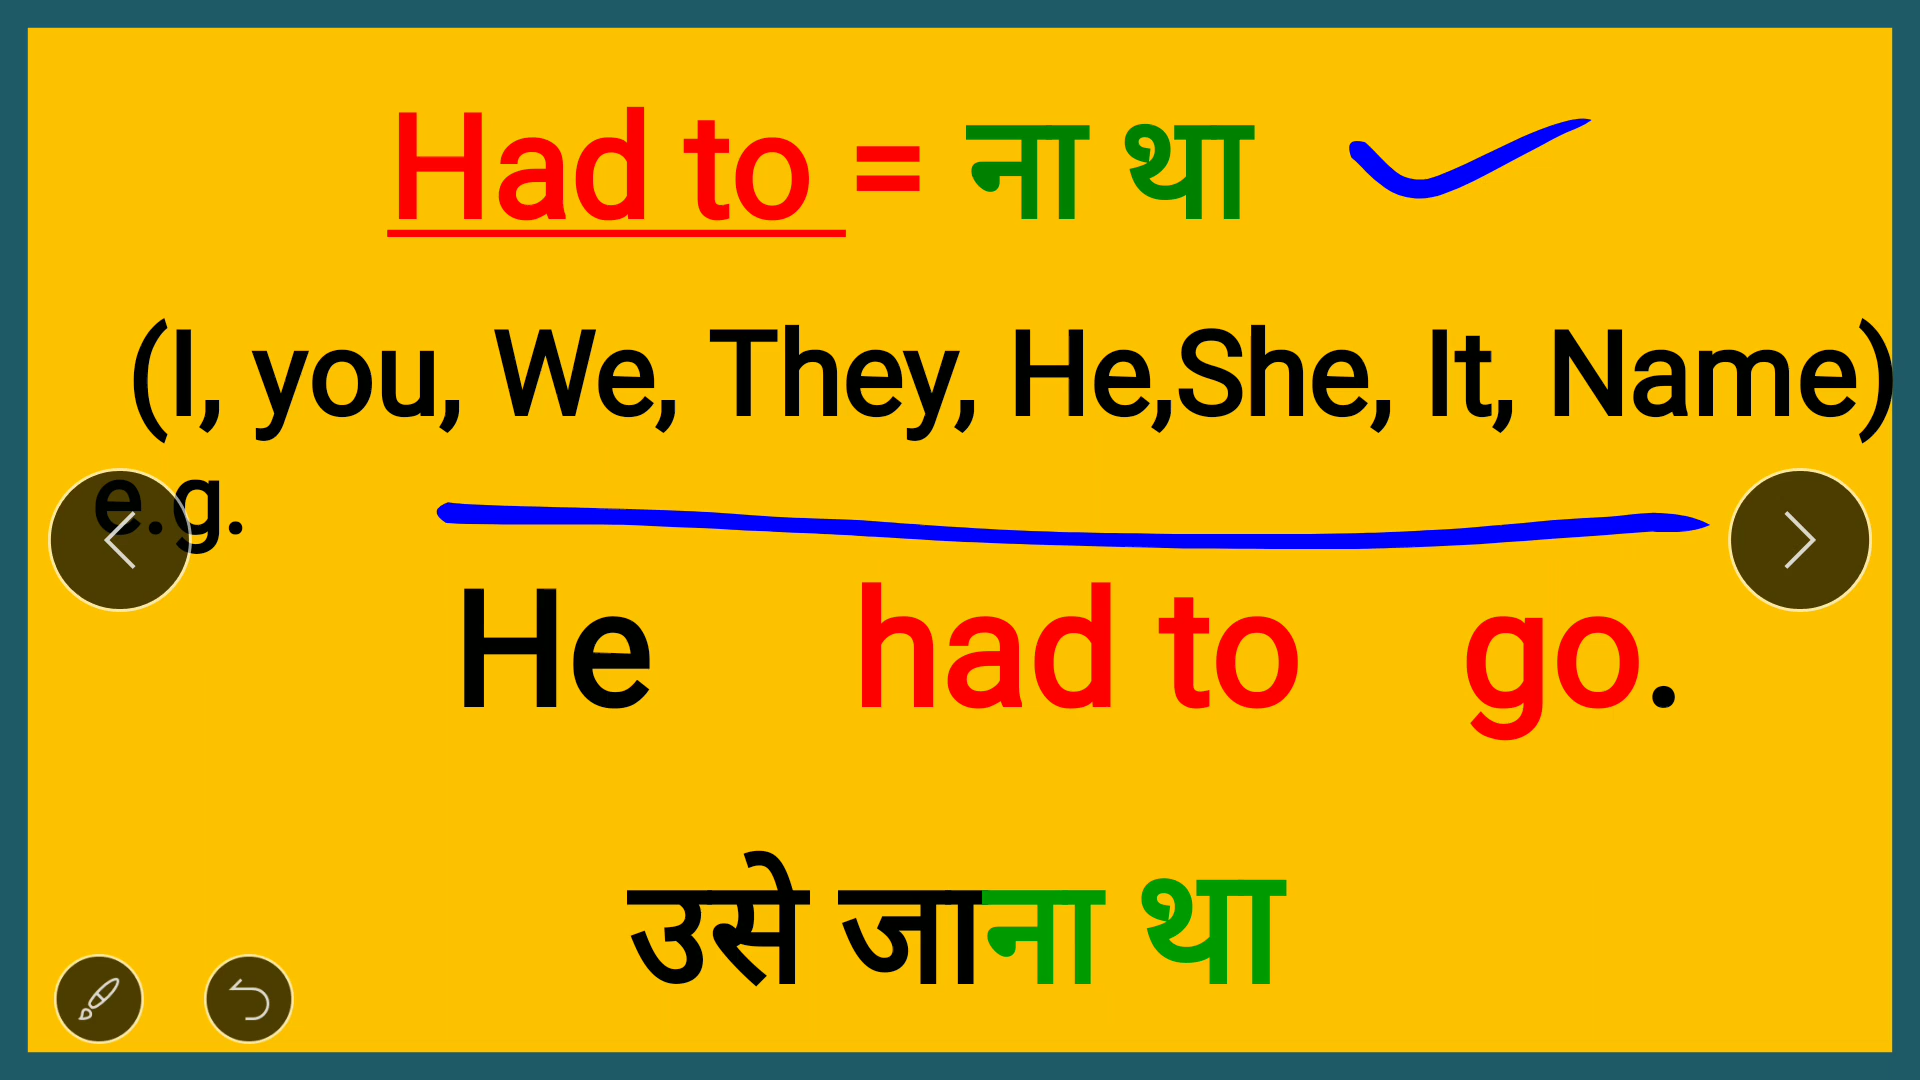 Had to = ना था
(I, you, We, They, He,She, It, Name)
e.g.
He had to go.
उसे जाना था